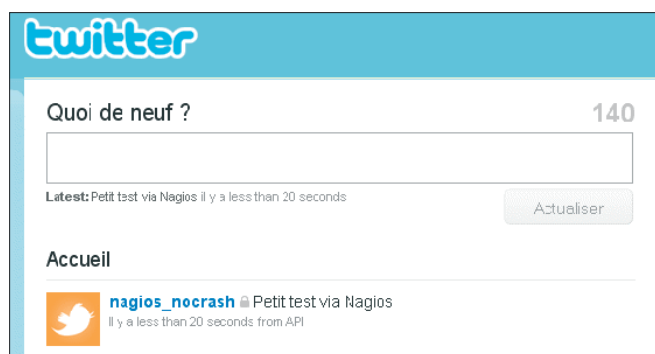 twitter
Quoi de neuf ?
140
Latest: Petit test via Nagios il y a less than 20 seconds
Actualiser
Accueil
nagios_nocrash Petit test via Nagios
Il y a less than 20 seconds from API